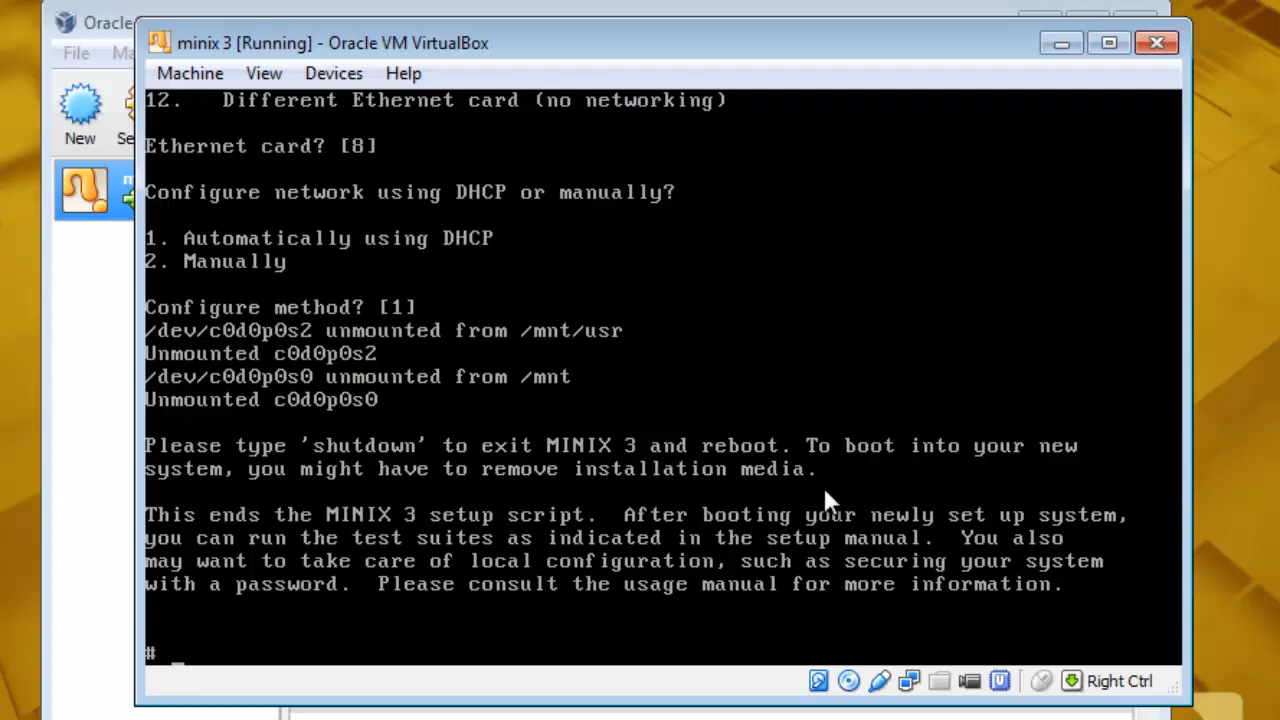 Oracle
File Ma
New Se
m
minix 3 [Running] - Oracle VM VirtualBox
Machine View Devices Help
12. Different Ethernet card (no networking)
Ethernet card? [8]
Configure network using DHCP or manually?
1. Automatically using DHCP
2. Manually
Configure method? [1]
/dev/c0d0p0s2 unmounted from /mnt/usr
Unmounted c0d0p0s2
/dev/c0d0p0s0 unmounted from /mnt
Unmounted c0d0p0s0
Please type 'shutdown' to exit MINIX 3 and reboot. To boot into your new
system, you might have to remove installation media.
This ends the MINIX 3 setup script. After booting your newly set up system,
you can run the test suites as indicated in the setup manual. You also
may want to take care of local configuration, such as securing your system
with a password. Please consult the usage manual for more information.
# _
Right Ctrl